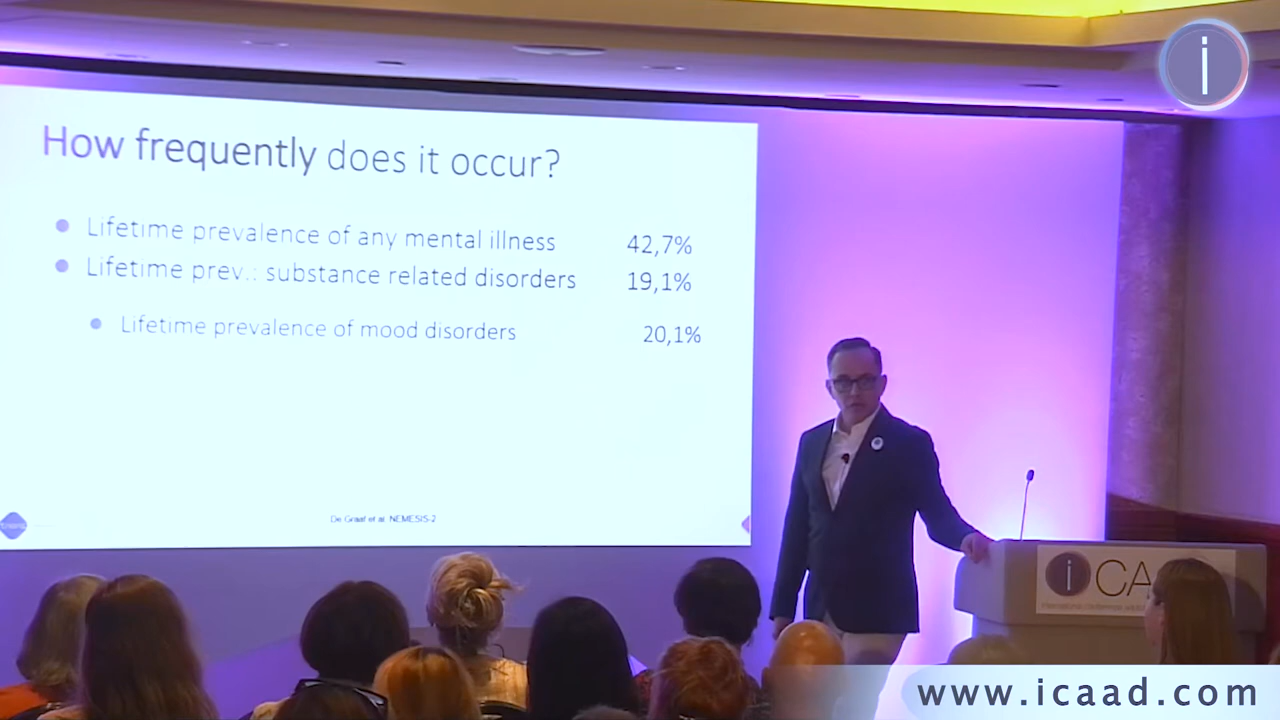 i
How frequently does it occur?
Lifetime prevalence of any mental illness 42,7%
Lifetime prev.: substance related disorders 19,1%
Lifetime prevalence of mood disorders 20,1%
De Graaf et al. NEMESIS-2
i CA
www.icaad.com